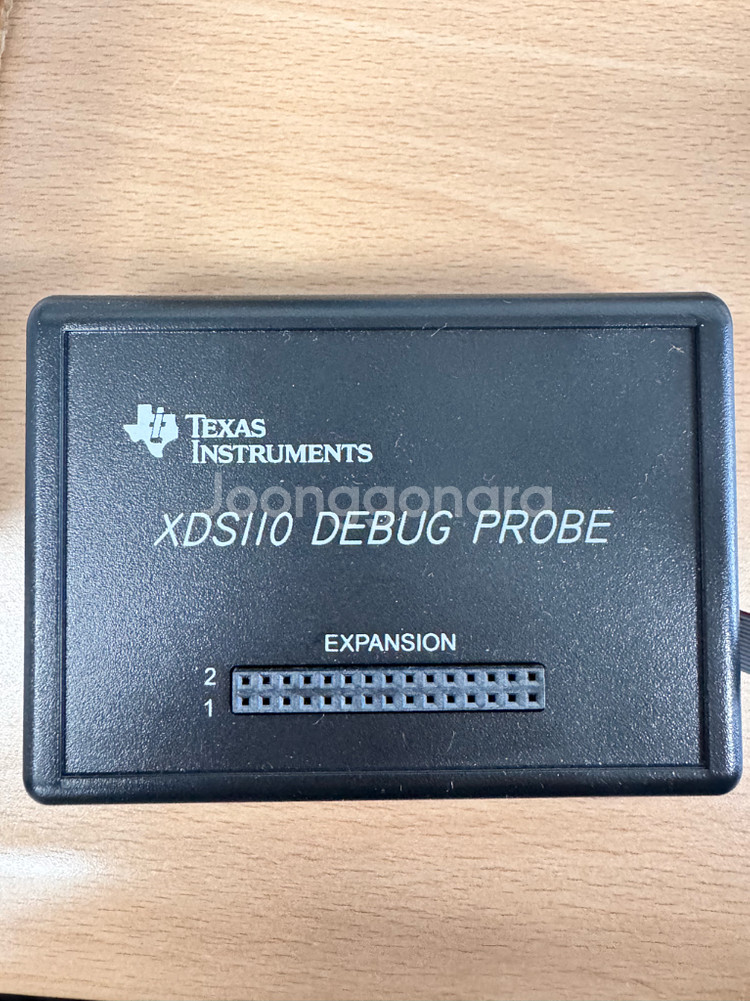 TEXAS
INSTRUMENTS
Joonggonara
XDS110 DEBUG PROBE
EXPANSION
2
1